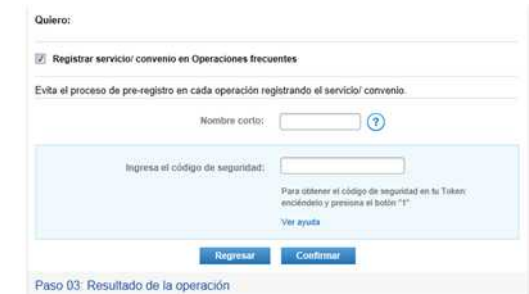 Quiero:
Registrar servicio/ convenio en Operaciones frecuentes
Evita el proceso de pre-registro en cada operación registrando el servicio/ convenio.
Nombre corto:
?
Ingresa el código de seguridad:
Para obtener el código de seguridad en tu Token:
enciéndelo y presiona el botón "1"
Ver ayuda
Regresar Confirmar
Paso 03: Resultado de la operación